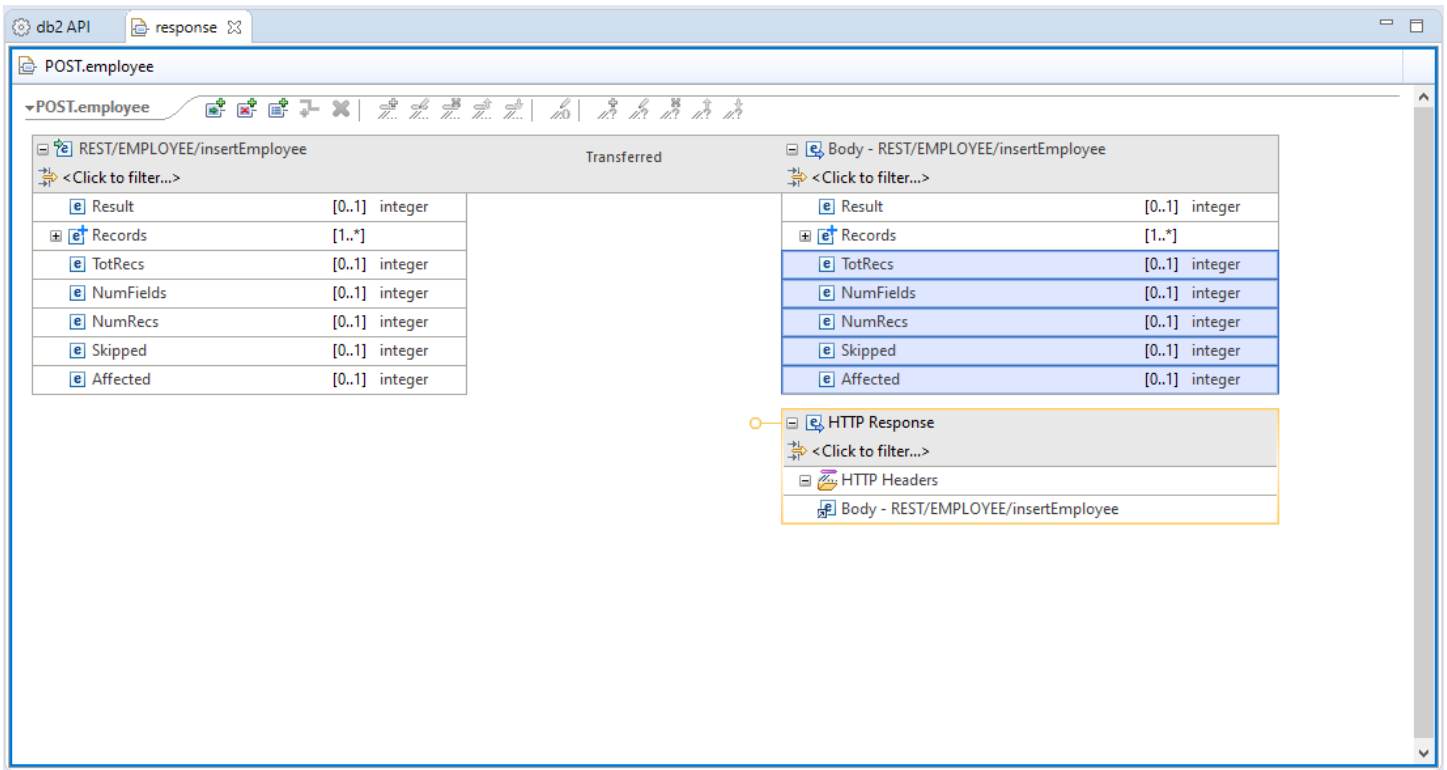 db2 API response
POST.employee
POST.employee
REST/EMPLOYEE/insertEmployee Transferred Body - REST/EMPLOYEE/insertEmployee
<Click to filter...> <Click to filter...>
Result [0..1] integer Result [0..1] integer
Records [1..*] Records [1..*]
TotRecs [0..1] integer TotRecs [0..1] integer
NumFields [0..1] integer NumFields [0..1] integer
NumRecs [0..1] integer NumRecs [0..1] integer
Skipped [0..1] integer Skipped [0..1] integer
Affected [0..1] integer Affected [0..1] integer
HTTP Response
<Click to filter...>
HTTP Headers
Body - REST/EMPLOYEE/insertEmployee